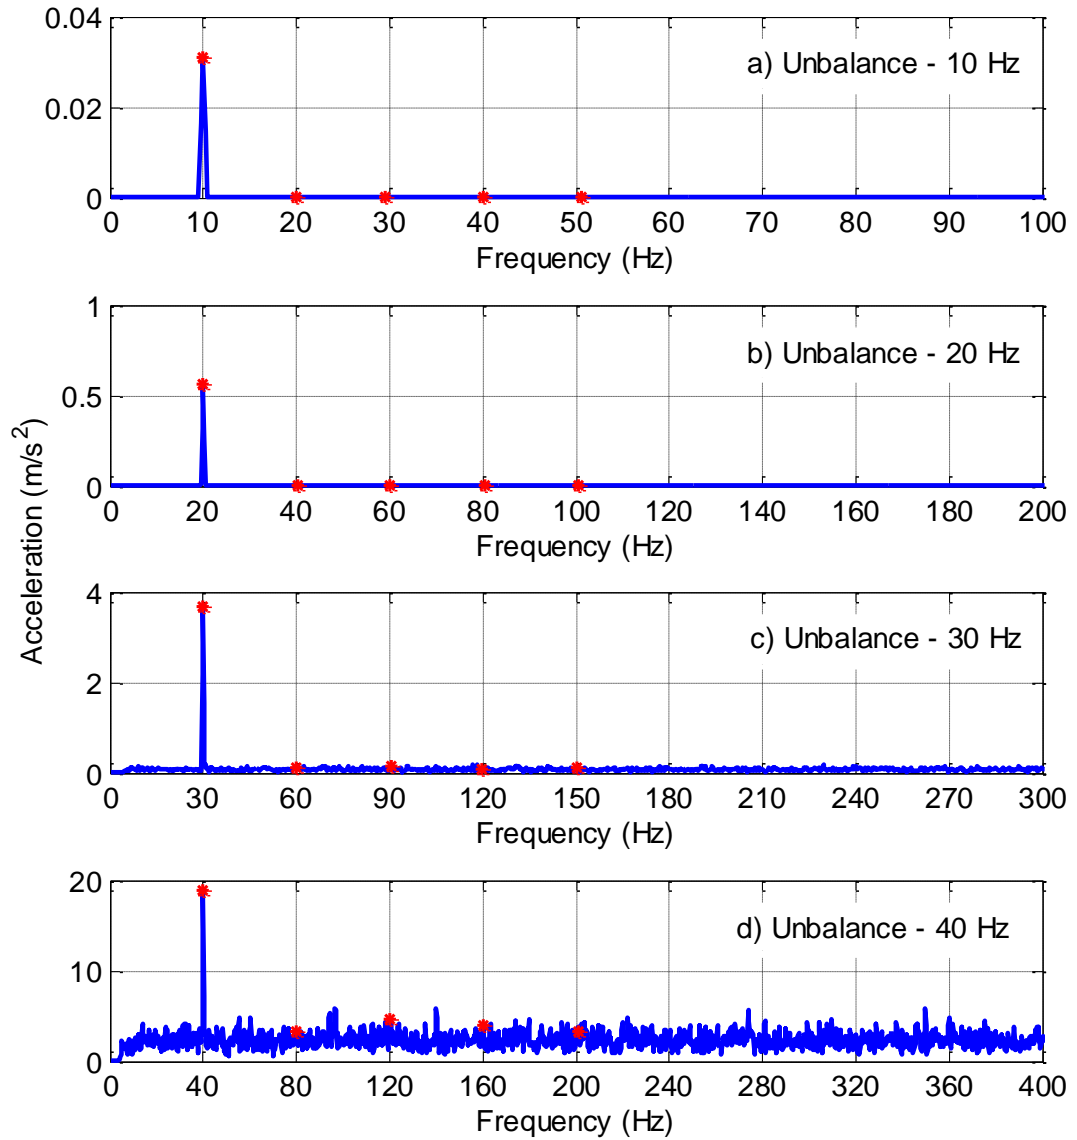 0.04
a) Unbalance - 10 Hz
0.02
0
0 10 20 30 40 50 60 70 80 90 100
Frequency (Hz)
1
b) Unbalance - 20 Hz
0.5
0
0 20 40 60 80 100 120 140 160 180 200
Frequency (Hz)
Acceleration (m/s²)
4
c) Unbalance - 30 Hz
2
0
0 30 60 90 120 150 180 210 240 270 300
Frequency (Hz)
20
d) Unbalance - 40 Hz
10
0
0 40 80 120 160 200 240 280 320 360 400
Frequency (Hz)